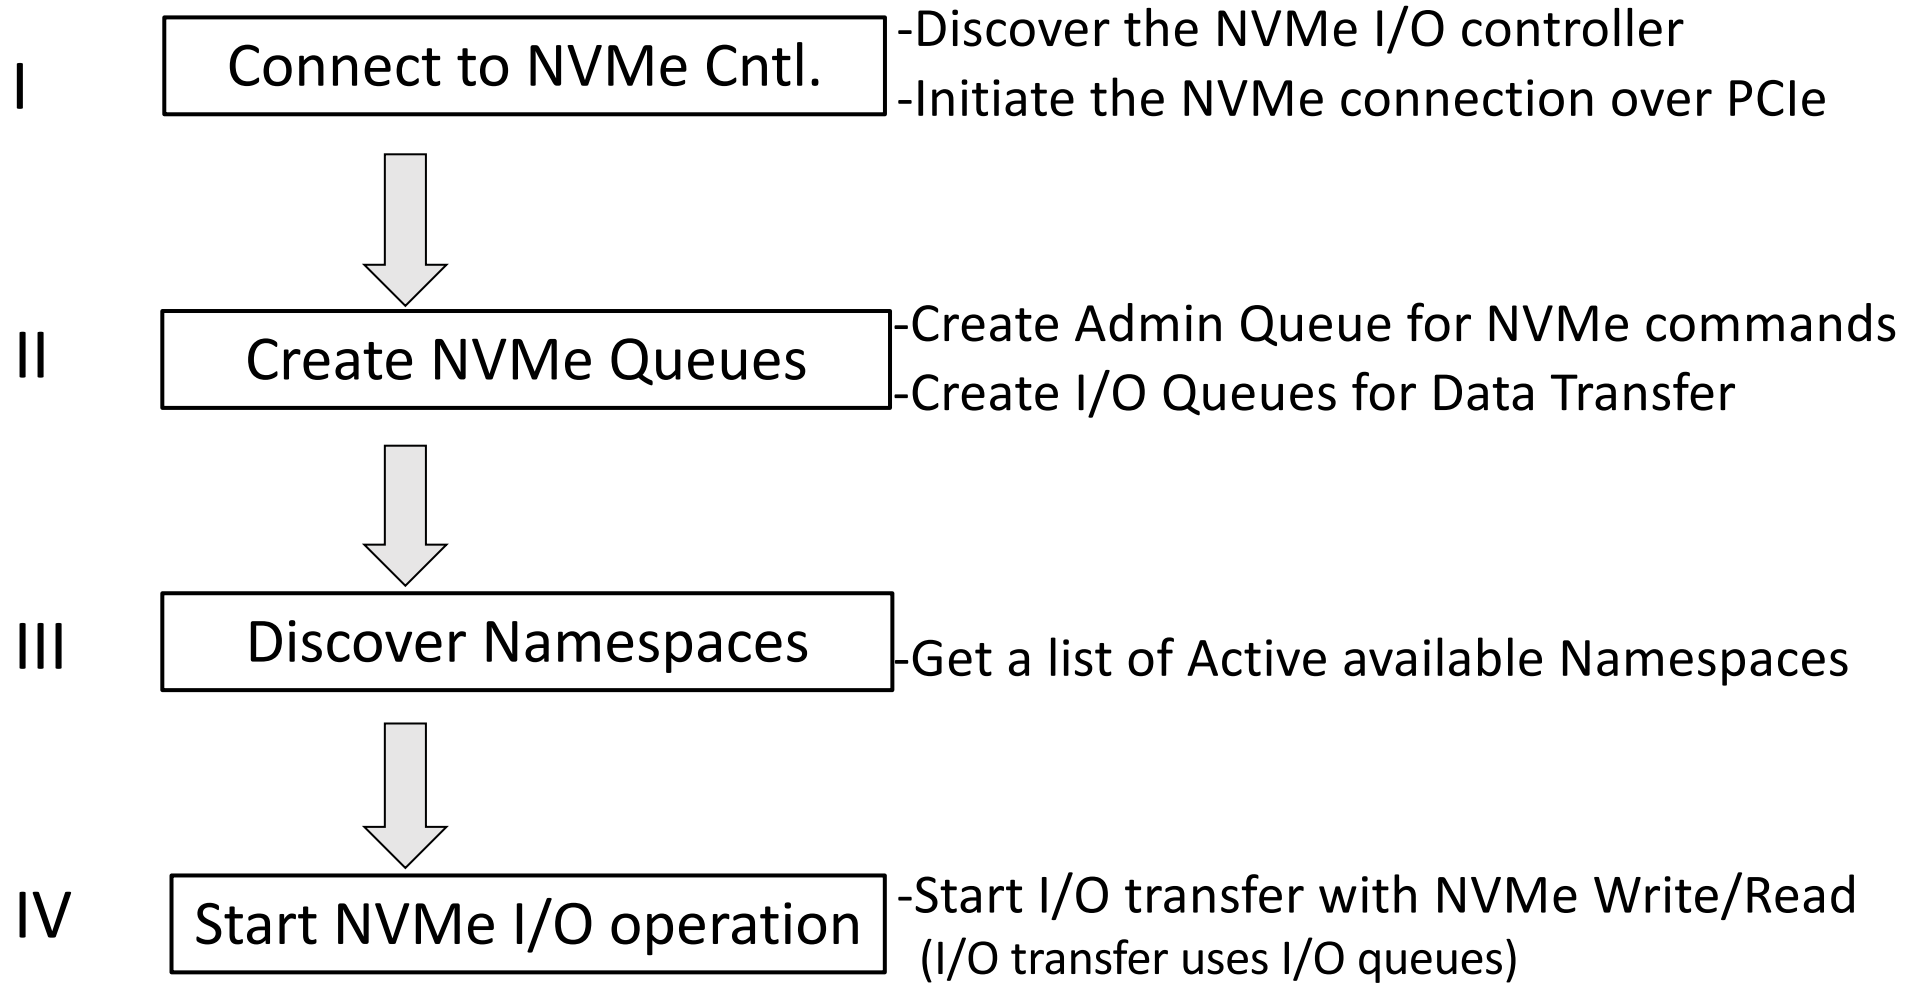 I
Connect to NVMe Cntl.
-Discover the NVMe I/O controller
-Initiate the NVMe connection over PCIe
II
Create NVMe Queues
-Create Admin Queue for NVMe commands
-Create I/O Queues for Data Transfer
III
Discover Namespaces
-Get a list of Active available Namespaces
IV
Start NVMe I/O operation
-Start I/O transfer with NVMe Write/Read
(I/O transfer uses I/O queues)